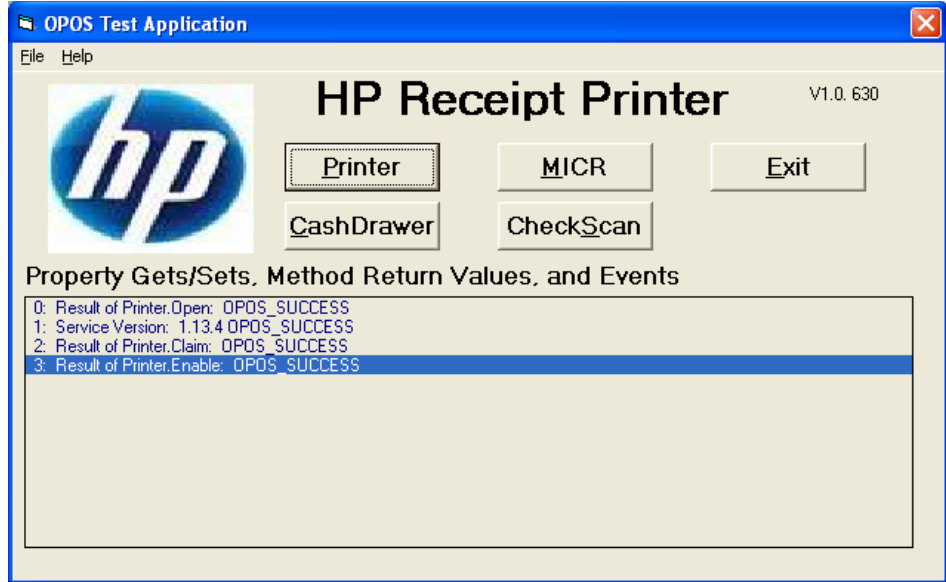 OPOS Test Application
File Help
HP Receipt Printer V1.0. 630
hp
Printer MICR Exit
CashDrawer CheckScan
Property Gets/Sets, Method Return Values, and Events
0: Result of Printer.Open: OPOS_SUCCESS
1: Service Version: 1.13.4 OPOS_SUCCESS
2: Result of Printer.Claim: OPOS_SUCCESS
3: Result of Printer.Enable: OPOS_SUCCESS